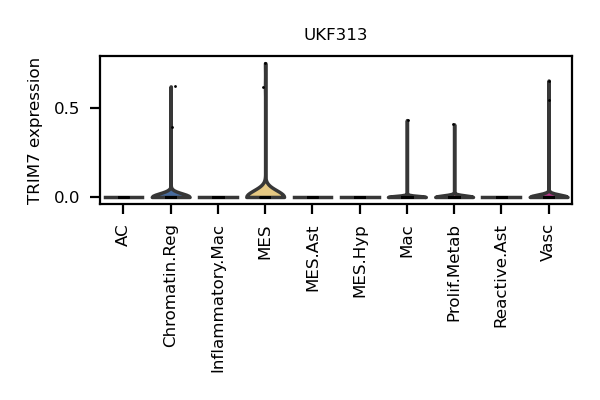 UKF313
TRIM7 expression
0.5
0.0
AC
Chromatin.Reg
Inflammatory.Mac
MES
MES.Ast
MES.Hyp
Mac
Prolif.Metab
Reactive.Ast
Vasc